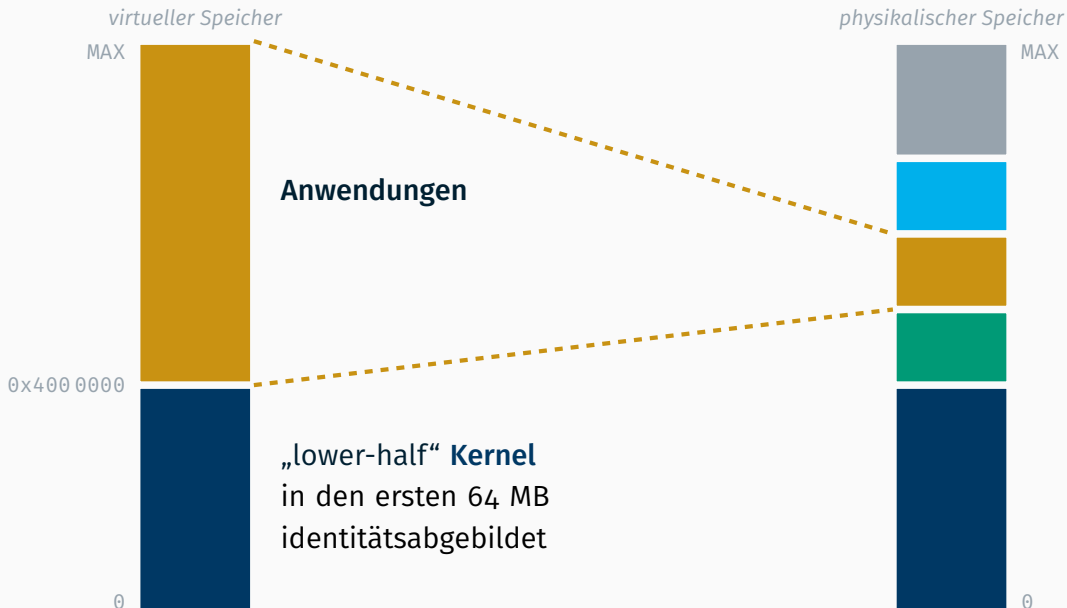 virtueller Speicher
physikalischer Speicher
MAX
MAX
Anwendungen
0x400 0000
„lower-half“ Kernel
in den ersten 64 MB
identitätsabgebildet
0
0